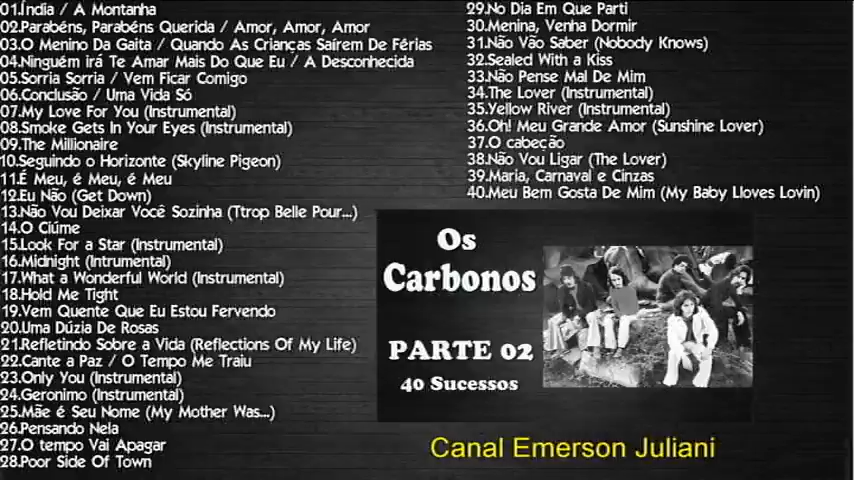 01.Índia / A Montanha
02.Parabéns, Parabéns Querida / Amor, Amor, Amor
03.O Menino Da Gaita / Quando As Crianças Saírem De Férias
04.Ninguém irá Te Amar Mais Do Que Eu / A Desconhecida
05.Sorria Sorria / Vem Ficar Comigo
06.Conclusão / Uma Vida Só
07.My Love For You (Instrumental)
08.Smoke Gets In Your Eyes (Instrumental)
09.The Millionaire
10.Seguindo o Horizonte (Skyline Pigeon)
11.É Meu, é Meu, é Meu
12.Eu Não (Get Down)
13.Não Vou Deixar Você Sozinha (Ttrop Belle Pour...)
14.O Ciúme
15.Look For a Star (Instrumental)
16.Midnight (Intrumental)
17.What a Wonderful World (Instrumental)
18.Hold Me Tight
19.Vem Quente Que Eu Estou Fervendo
20.Uma Dúzia De Rosas
21.Refletindo Sobre a Vida (Reflections Of My Life)
22.Cante a Paz / O Tempo Me Traiu
23.Only You (Instrumental)
24.Geronimo (Instrumental)
25.Mãe é Seu Nome (My Mother Was...)
26.Pensando Nela
27.O tempo Vai Apagar
28.Poor Side Of Town
29.No Dia Em Que Parti
30.Menina, Venha Dormir
31.Não Vão Saber (Nobody Knows)
32.Sealed With a Kiss
33.Não Pense Mal De Mim
34.The Lover (Instrumental)
35.Yellow River (Instrumental)
36.Oh! Meu Grande Amor (Sunshine Lover)
37.O cabeção
38.Não Vou Ligar (The Lover)
39.Maria, Carnaval e Cinzas
40.Meu Bem Gosta De Mim (My Baby Lloves Lovin)
Os
Carbonos
PARTE 02
40 Sucessos
Canal Emerson Juliani